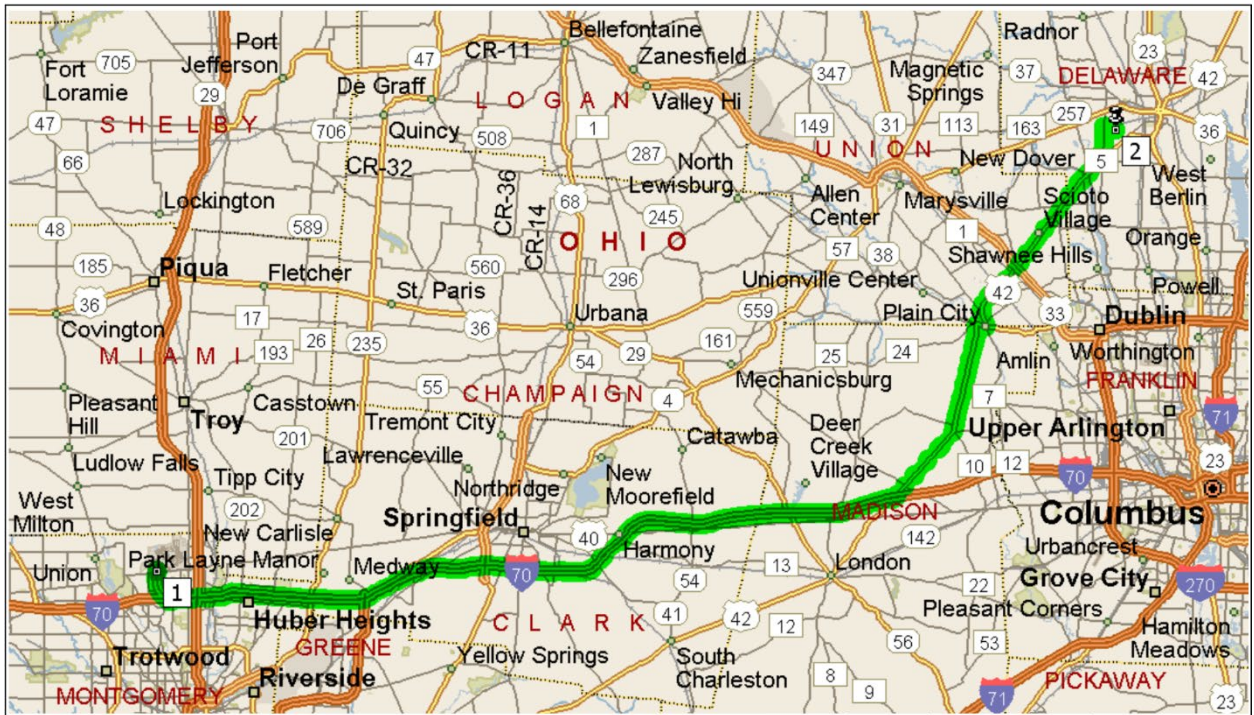 Bellefontaine
Radnor
Port
Jefferson
CR-11
Zanesfield
Fort
Loramie
705
47
347
Magnetic
Springs
37
DELAWARE
23
42
29
De Graff
LOGAN
Valley Hi
SHELBY
47
706
Quincy
508
1
149
31
113
163
257
3
36
66
CR-32
287
UNION
New Dover
5
2
CR-36
North
Lewisburg
Allen
Center
Marysville
Scioto
Village
West
Berlin
Lockington
68
245
48
589
CR-14
OHIO
57
38
1
Orange
185
Piqua
Fletcher
560
296
Unionville Center
Shawnee Hills
Powell
36
St. Paris
Urbana
559
42
Covington
17
36
Plain City
33
Dublin
MIAMI
193
26
235
54
29
161
25
24
Amlin
Worthington
Mechanicsburg
FRANKLIN
Pleasant
Hill
Casstown
55
CHAMPAIGN
4
7
71
Troy
Tremont City
Catawba
Deer
Creek
Village
Upper Arlington
201
Lawrenceville
Ludlow Falls
Tipp City
New
Moorefield
10
12
70
23
West
Milton
202
Northridge
MADISON
Columbus
New Carlisle
Springfield
40
Harmony
142
Urbancrest
Union
Park Layne Manor
Medway
70
13
London
Grove City
270
1
54
22
70
Huber Heights
CLARK
41
42
12
Pleasant Corners
Hamilton
Meadows
GREENE
56
53
Trotwood
Yellow Springs
South
Charleston
8
9
Riverside
MONTGOMERY
71
PICKAWAY
23